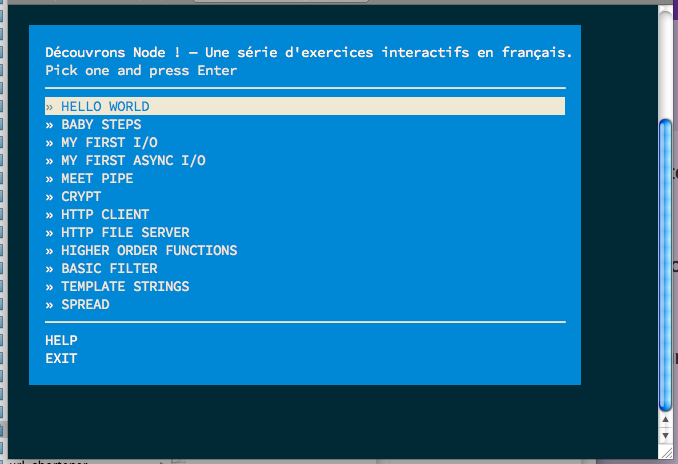 Découvrons Node ! — Une série d'exercices interactifs en français.
Pick one and press Enter
» HELLO WORLD
» BABY STEPS
» MY FIRST I/O
» MY FIRST ASYNC I/O
» MEET PIPE
» CRYPT
» HTTP CLIENT
» HTTP FILE SERVER
» HIGHER ORDER FUNCTIONS
» BASIC FILTER
» TEMPLATE STRINGS
» SPREAD
HELP
EXIT